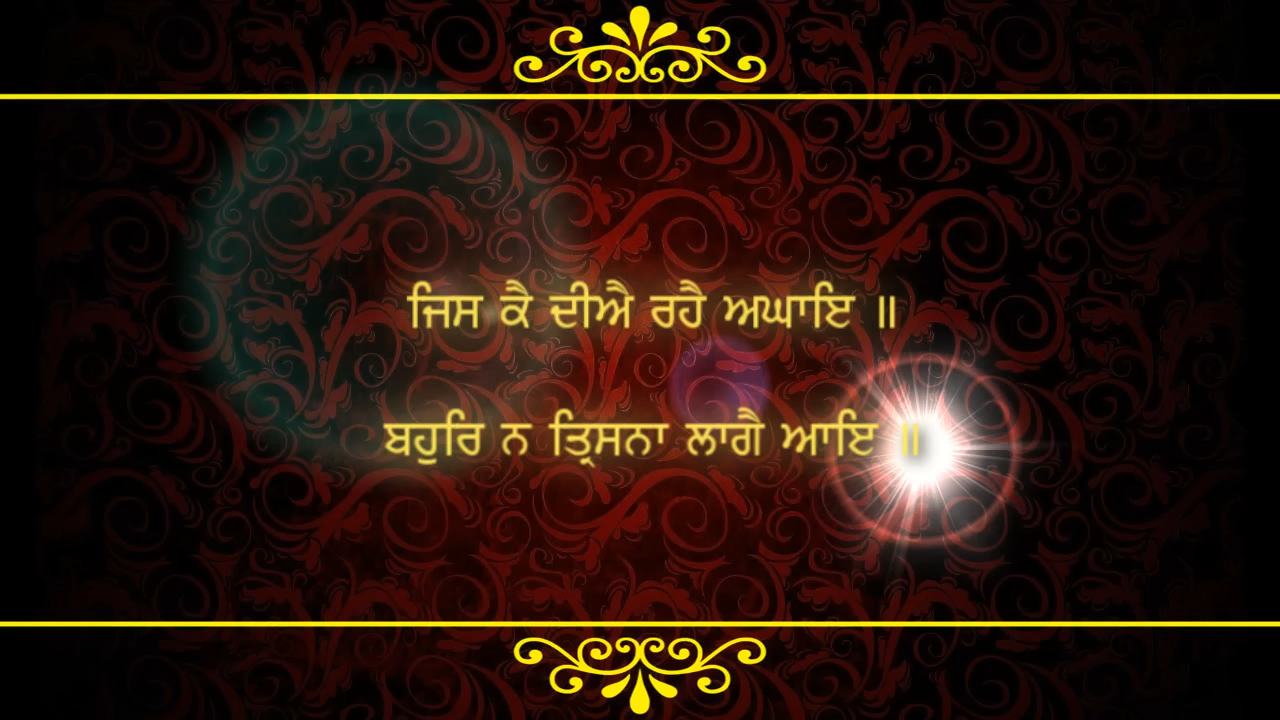 ਜਿਸ ਕੈ ਦੀਐ ਰਹੈ ਅਘਾਇ ॥
ਬਹੁਰਿ ਨ ਤ੍ਰਿਸਨਾ ਲਾਗੈ ਆਇ ॥